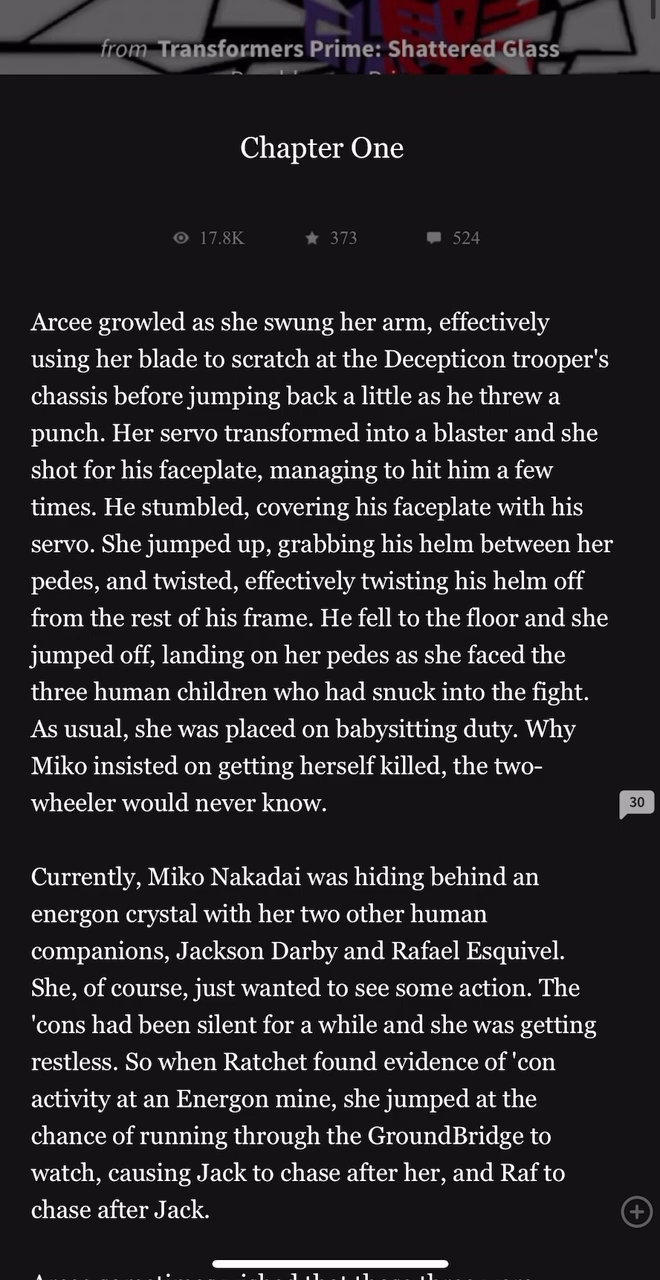 from Transformers Prime: Shattered Glass
Chapter One
17.8K 373 524
Arcee growled as she swung her arm, effectively
using her blade to scratch at the Decepticon trooper's
chassis before jumping back a little as he threw a
punch. Her servo transformed into a blaster and she
shot for his faceplate, managing to hit him a few
times. He stumbled, covering his faceplate with his
servo. She jumped up, grabbing his helm between her
pedes, and twisted, effectively twisting his helm off
from the rest of his frame. He fell to the floor and she
jumped off, landing on her pedes as she faced the
three human children who had snuck into the fight.
As usual, she was placed on babysitting duty. Why
Miko insisted on getting herself killed, the two-
wheeler would never know.
30
Currently, Miko Nakadai was hiding behind an
energon crystal with her two other human
companions, Jackson Darby and Rafael Esquivel.
She, of course, just wanted to see some action. The
'cons had been silent for a while and she was getting
restless. So when Ratchet found evidence of 'con
activity at an Energon mine, she jumped at the
chance of running through the GroundBridge to
watch, causing Jack to chase after her, and Raf to
chase after Jack.